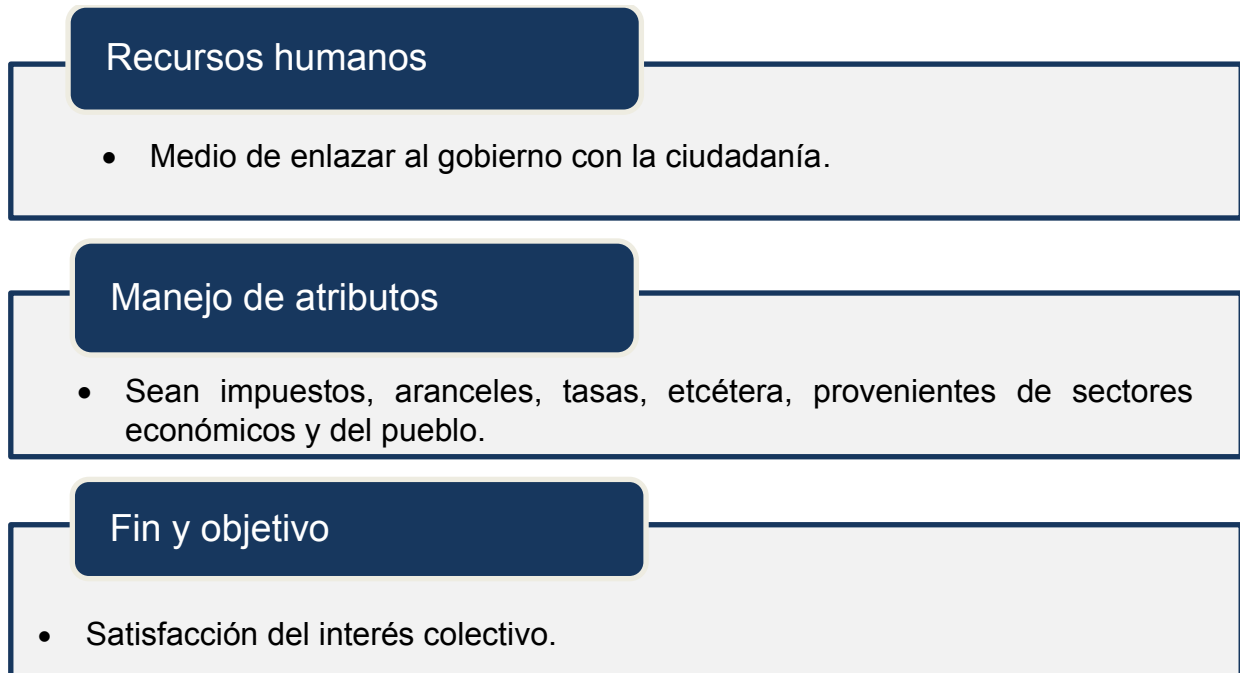 Recursos humanos
• Medio de enlazar al gobierno con la ciudadanía.
Manejo de atributos
• Sean impuestos, aranceles, tasas, etcétera, provenientes de sectores
económicos y del pueblo.
Fin y objetivo
• Satisfacción del interés colectivo.